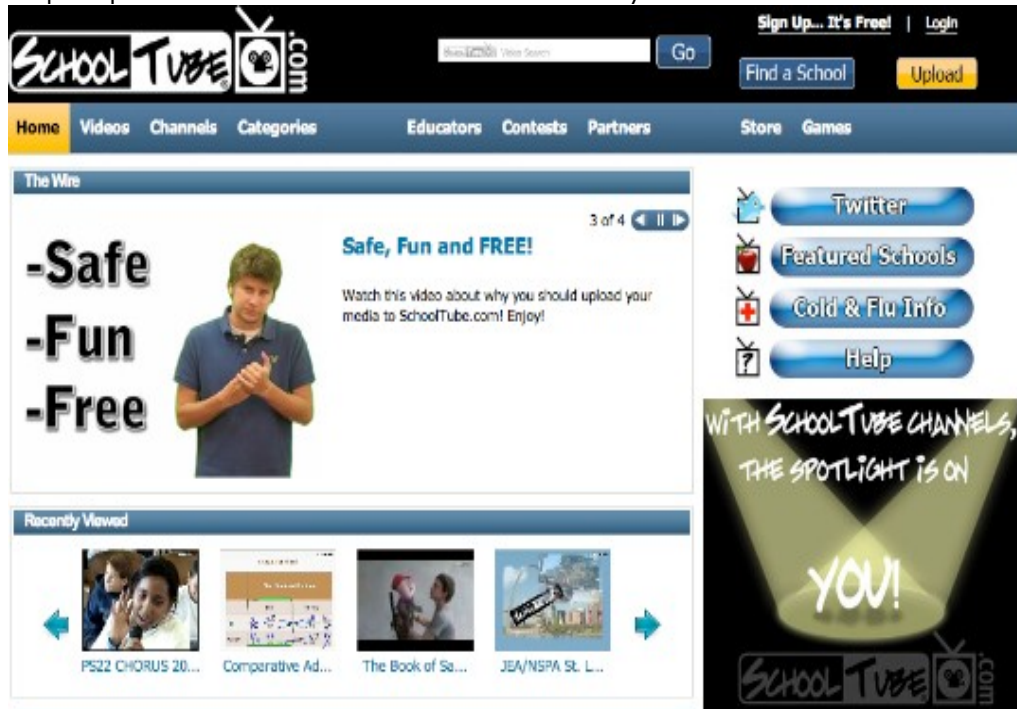 SCHOOL TUBE .com
Sign Up... It's Free! | Login
Video Search
Go
Find a School
Upload
Home Videos Channels Categories Educators Contests Partners Store Games
The Wire
3 of 4
-Safe
-Fun
-Free
Safe, Fun and FREE!
Watch this video about why you should upload your
media to SchoolTube.com! Enjoy!
Twitter
Featured Schools
Cold & Flu Info
? Help
WITH SCHOOLTUBE CHANNELS,
THE SPOTLIGHT IS ON
YOU!
SCHOOL TUBE .com
Recently Viewed
PS22 CHORUS 20...
Comparative Ad...
The Book of Sa...
JEA/NSPA St. L...